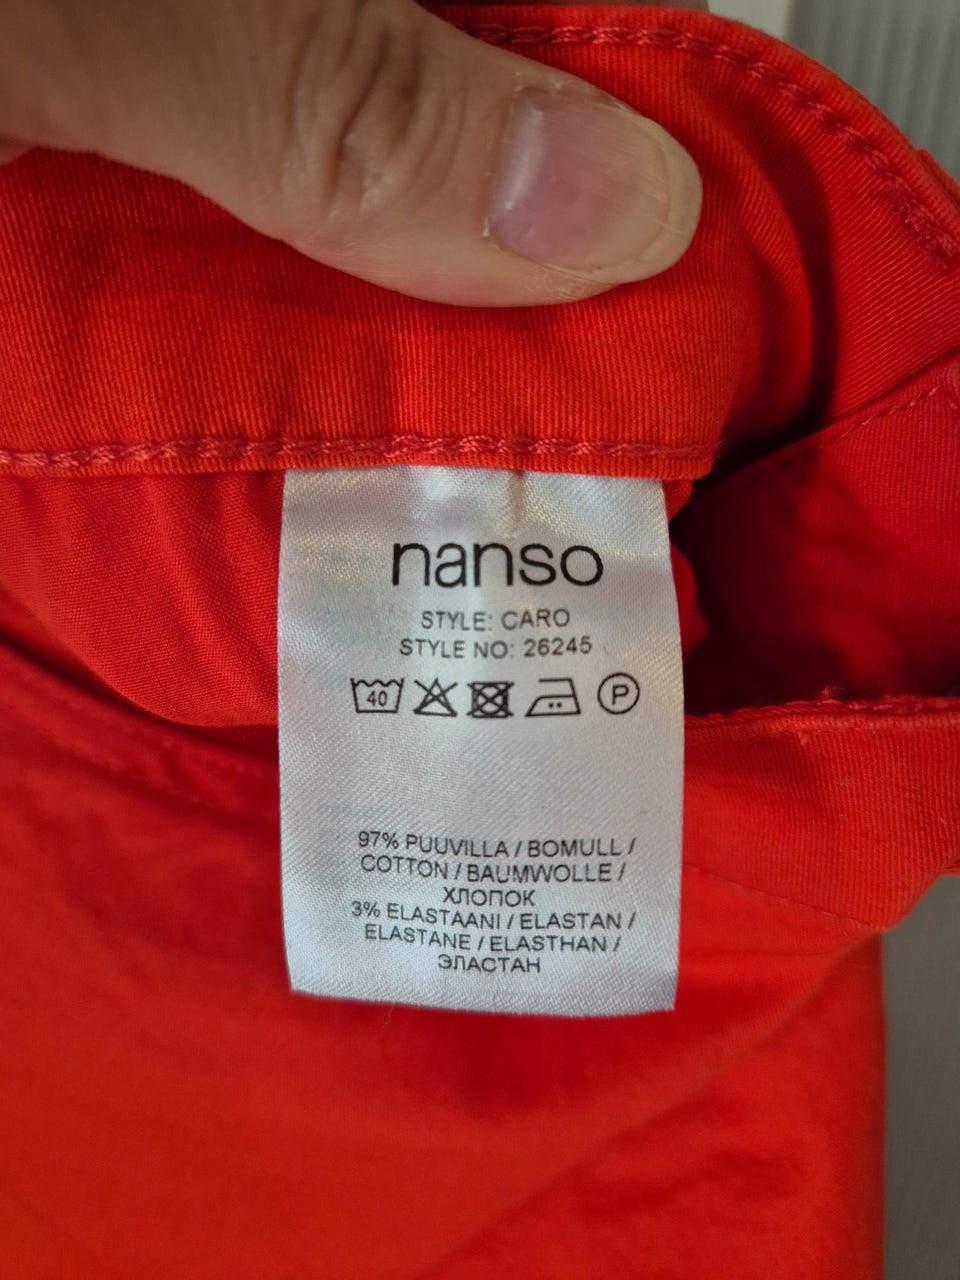 nanso
STYLE: CARO
STYLE NO: 26245
40 P
97% PUUVILLA / BOMULL /
COTTON / BAUMWOLLE /
ХЛОПОК
3% ELASTAANI / ELASTAN /
ELASTANE / ELASTHAN /
ЭЛАСТАН